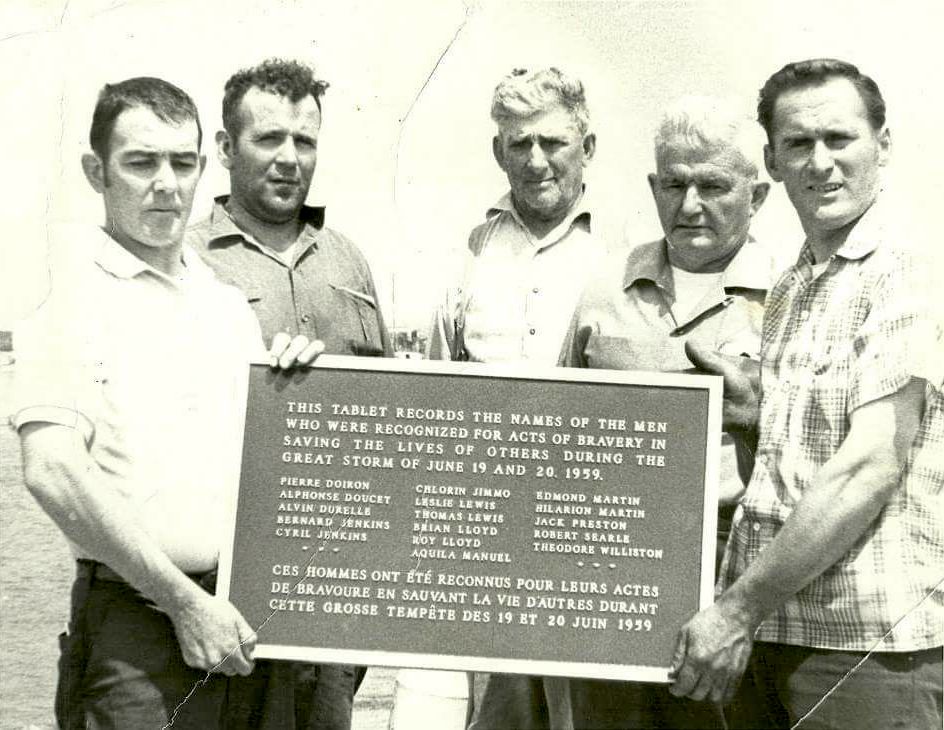 THIS TABLET RECORDS THE NAMES OF THE MEN
WHO WERE RECOGNIZED FOR ACTS OF BRAVERY IN
SAVING THE LIVES OF OTHERS DURING THE
GREAT STORM OF JUNE 19 AND 20, 1959.
PIERRE DOIRON
ALPHONSE DOUCET
ALVIN DURELLE
BERNARD JENKINS
CYRIL JENKINS
CHLORIN JIMMO
LESLIE LEWIS
THOMAS LEWIS
BRIAN LLOYD
ROY LLOYD
AQUILA MANUEL
EDMOND MARTIN
HILARION MARTIN
JACK PRESTON
ROBERT SEARLE
THEODORE WILLISTON
CES HOMMES ONT ÉTÉ RECONNUS POUR LEURS ACTES
DE BRAVOURE EN SAUVANT LA VIE D'AUTRES DURANT
CETTE GROSSE TEMPÊTE DES 19 ET 20 JUIN 1959